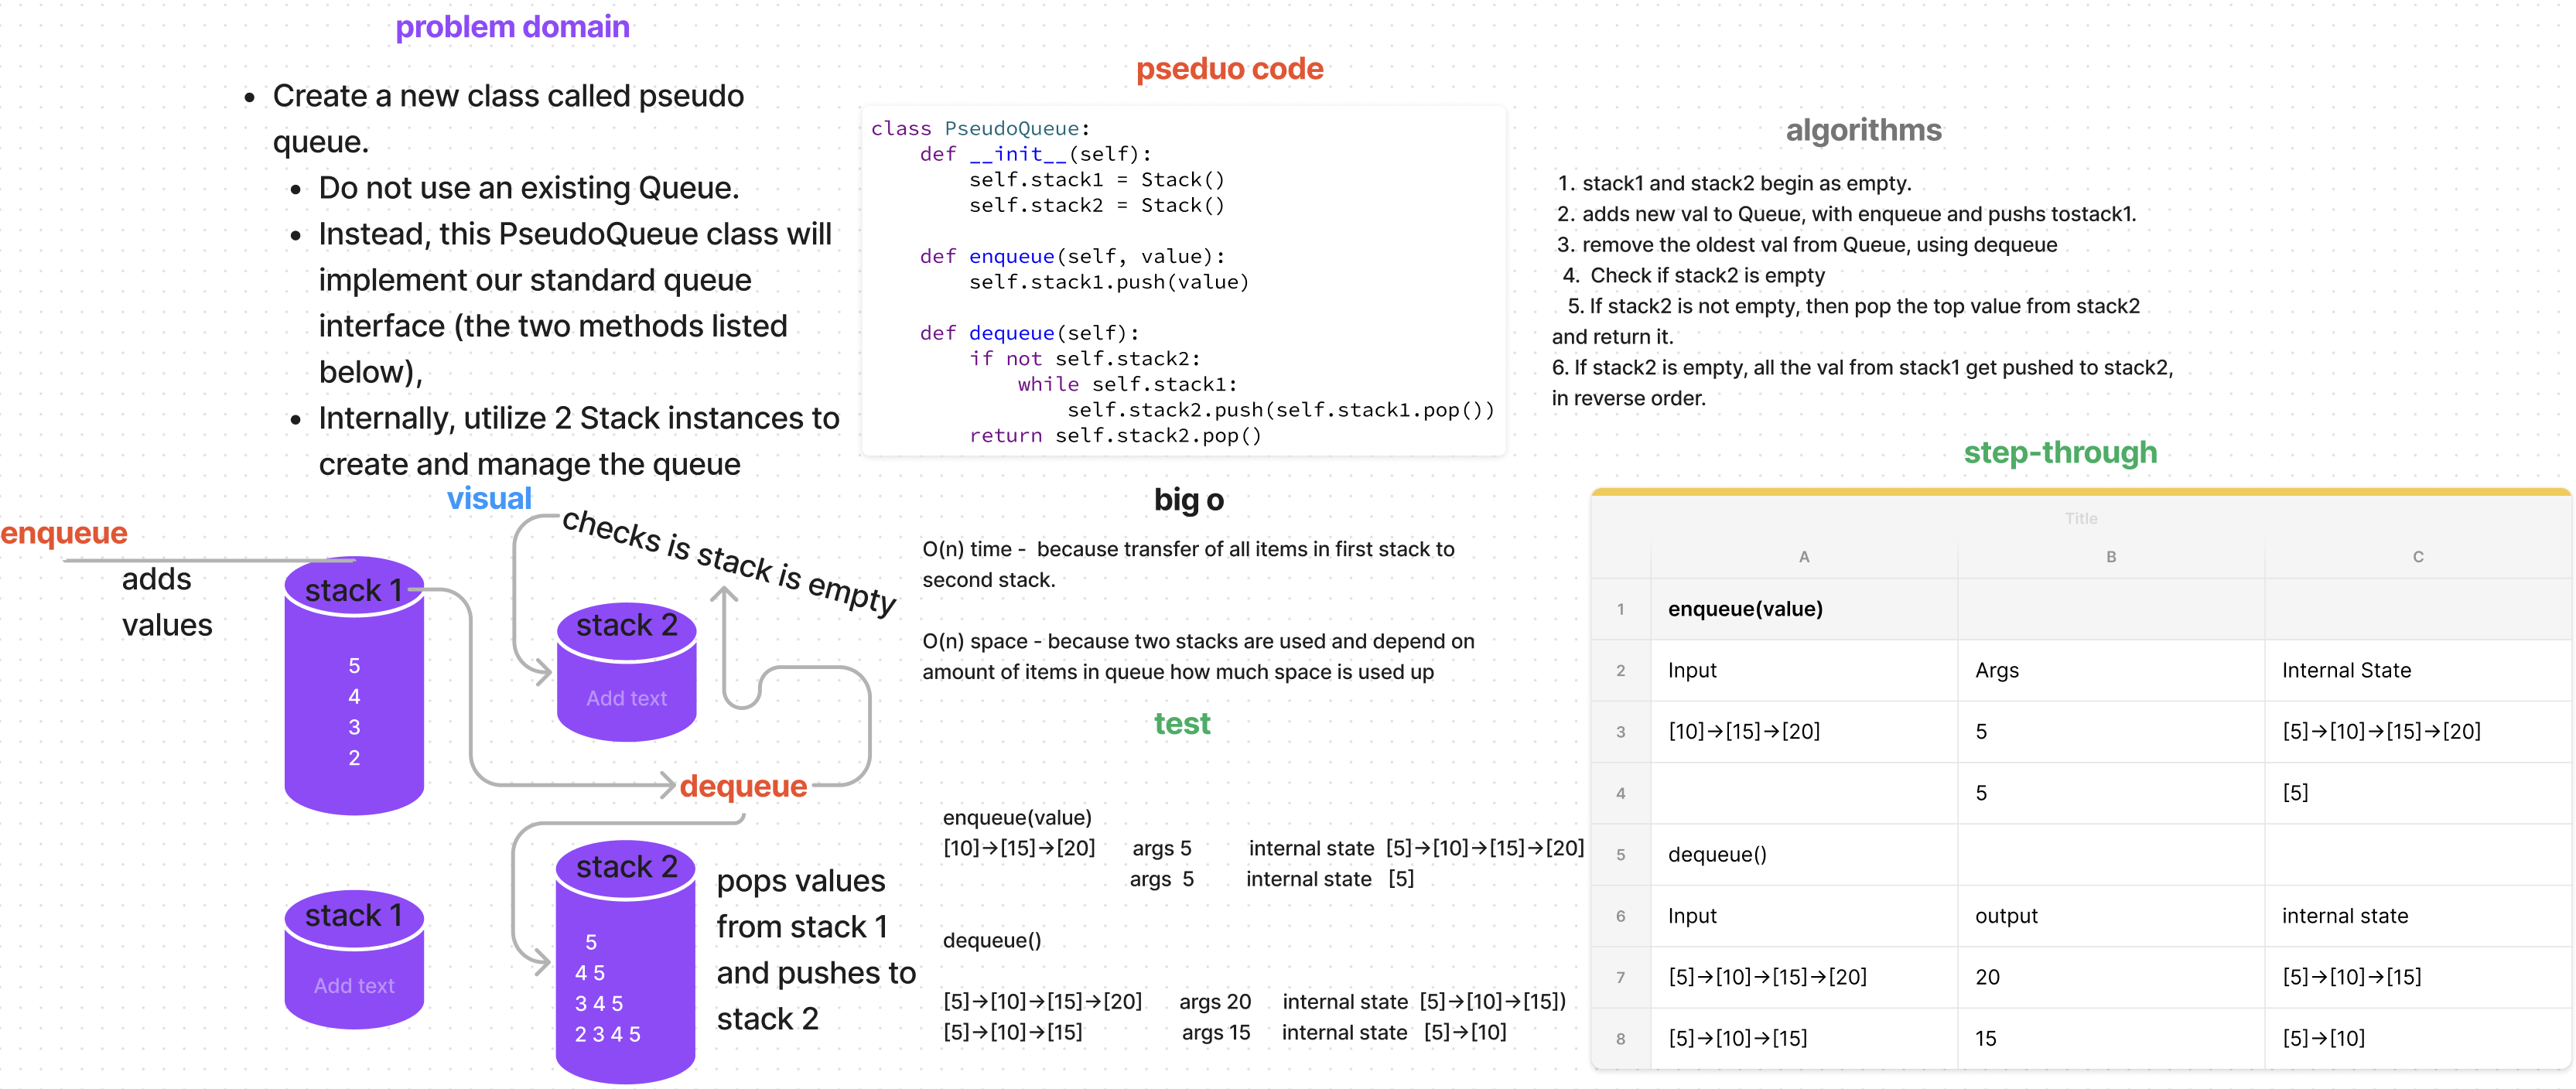 problem domain
• Create a new class called pseudo
queue.
• Do not use an existing Queue.
• Instead, this PseudoQueue class will
implement our standard queue
interface (the two methods listed
below),
• Internally, utilize 2 Stack instances to
create and manage the queue
visual
enqueue
adds
values
stack 1
5
4
3
2
checks is stack is empty
stack 2
Add text
dequeue
stack 1
Add text
stack 2
5
4 5
3 4 5
2 3 4 5
pops values
from stack 1
and pushes to
stack 2
pseduo code
class PseudoQueue:
    def __init__(self):
        self.stack1 = Stack()
        self.stack2 = Stack()
    def enqueue(self, value):
        self.stack1.push(value)
    def dequeue(self):
        if not self.stack2:
            while self.stack1:
                self.stack2.push(self.stack1.pop())
        return self.stack2.pop()
big o
O(n) time - because transfer of all items in first stack to
second stack.
O(n) space - because two stacks are used and depend on
amount of items in queue how much space is used up
test
enqueue(value)
[10]→[15]→[20] args 5 internal state [5]→[10]→[15]→[20]
args 5 internal state [5]
dequeue()
[5]→[10]→[15]→[20] args 20 internal state [5]→[10]→[15])
[5]→[10]→[15] args 15 internal state [5]→[10]
algorithms
1. stack1 and stack2 begin as empty.
2. adds new val to Queue, with enqueue and pushs tostack1.
3. remove the oldest val from Queue, using dequeue
4. Check if stack2 is empty
5. If stack2 is not empty, then pop the top value from stack2
and return it.
6. If stack2 is empty, all the val from stack1 get pushed to stack2,
in reverse order.
step-through
Title
A B C
1 enqueue(value)
2 Input Args Internal State
3 [10]→[15]→[20] 5 [5]→[10]→[15]→[20]
4 5 [5]
5 dequeue()
6 Input output internal state
7 [5]→[10]→[15]→[20] 20 [5]→[10]→[15]
8 [5]→[10]→[15] 15 [5]→[10]